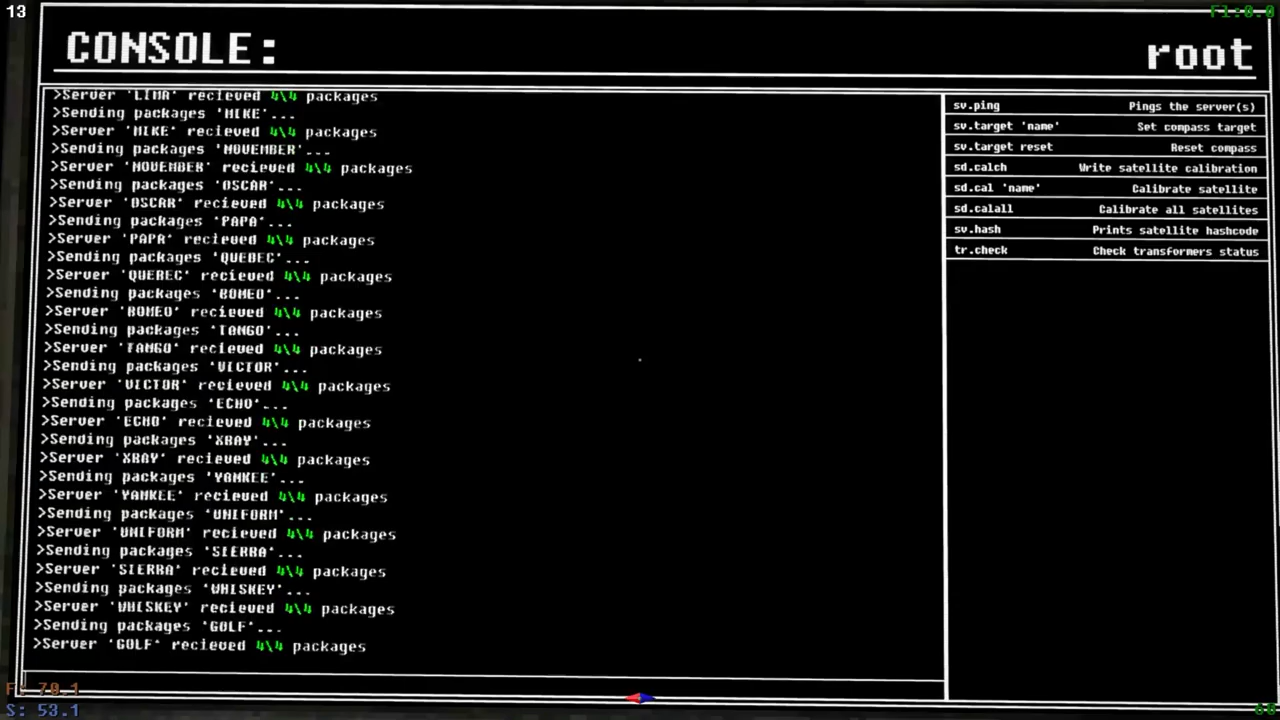 13
F1:0.0
CONSOLE:
root
>Server 'LIMA' recieved 4\4 packages
>Sending packages 'MIKE'...
>Server 'MIKE' recieved 4\4 packages
>Sending packages 'NOVEMBER'...
>Server 'NOVEMBER' recieved 4\4 packages
>Sending packages 'OSCAR'...
>Server 'OSCAR' recieved 4\4 packages
>Sending packages 'PAPA'...
>Server 'PAPA' recieved 4\4 packages
>Sending packages 'QUEBEC'...
>Server 'QUEBEC' recieved 4\4 packages
>Sending packages 'ROMEO'...
>Server 'ROMEO' recieved 4\4 packages
>Sending packages 'TANGO'...
>Server 'TANGO' recieved 4\4 packages
>Sending packages 'VICTOR'...
>Server 'VICTOR' recieved 4\4 packages
>Sending packages 'ECHO'...
>Server 'ECHO' recieved 4\4 packages
>Sending packages 'XRAY'...
>Server 'XRAY' recieved 4\4 packages
>Sending packages 'YANKEE'...
>Server 'YANKEE' recieved 4\4 packages
>Sending packages 'UNIFORM'...
>Server 'UNIFORM' recieved 4\4 packages
>Sending packages 'SIERRA'...
>Server 'SIERRA' recieved 4\4 packages
>Sending packages 'WHISKEY'...
>Server 'WHISKEY' recieved 4\4 packages
>Sending packages 'GOLF'...
>Server 'GOLF' recieved 4\4 packages
sv.ping Pings the server(s)
sv.target 'name' Set compass target
sv.target reset Reset compass
sd.calch Write satellite calibration
sd.cal 'name' Calibrate satellite
sd.calall Calibrate all satellites
sv.hash Prints satellite hashcode
tr.check Check transformers status
F: 70.1
S: 53.1
60